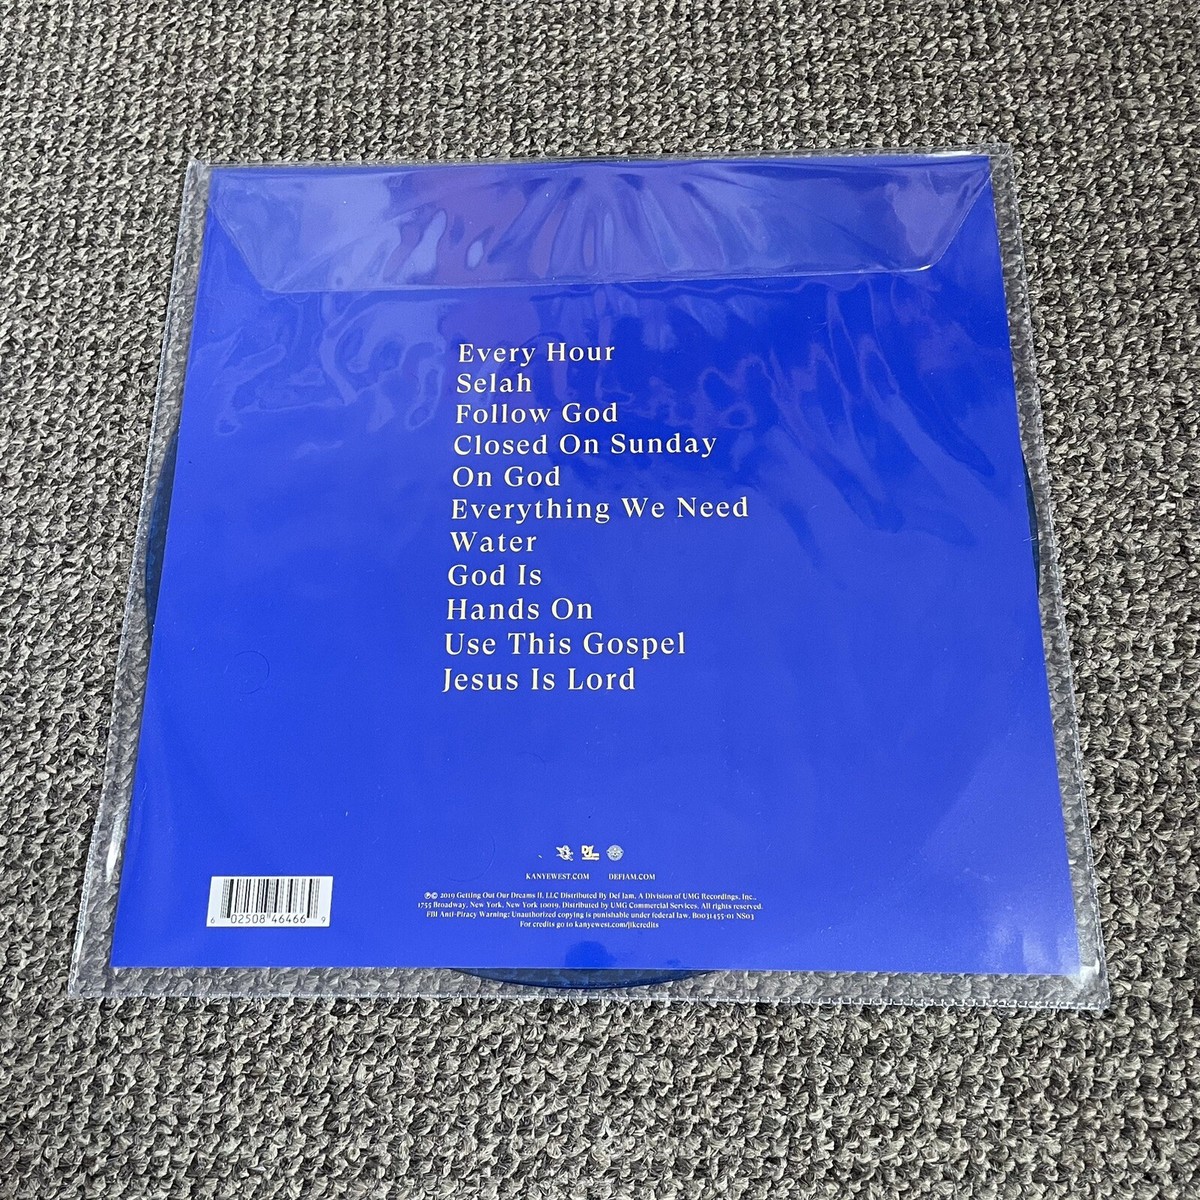 Every Hour
Selah
Follow God
Closed On Sunday
On God
Everything We Need
Water
God Is
Hands On
Use This Gospel
Jesus Is Lord
KANYEWEST.COM DEFJAM.COM
℗© 2019 Getting Out Our Dreams II, LLC Distributed By Def Jam, A Division of UMG Recordings, Inc.,
1755 Broadway, New York, New York 10019. Distributed by UMG Commercial Services. All rights reserved.
FBI Anti-Piracy Warning: Unauthorized copying is punishable under federal law. B0031455-01 NS03
For credits go to kanyewest.com/jikcredits
6 02508 46466 9